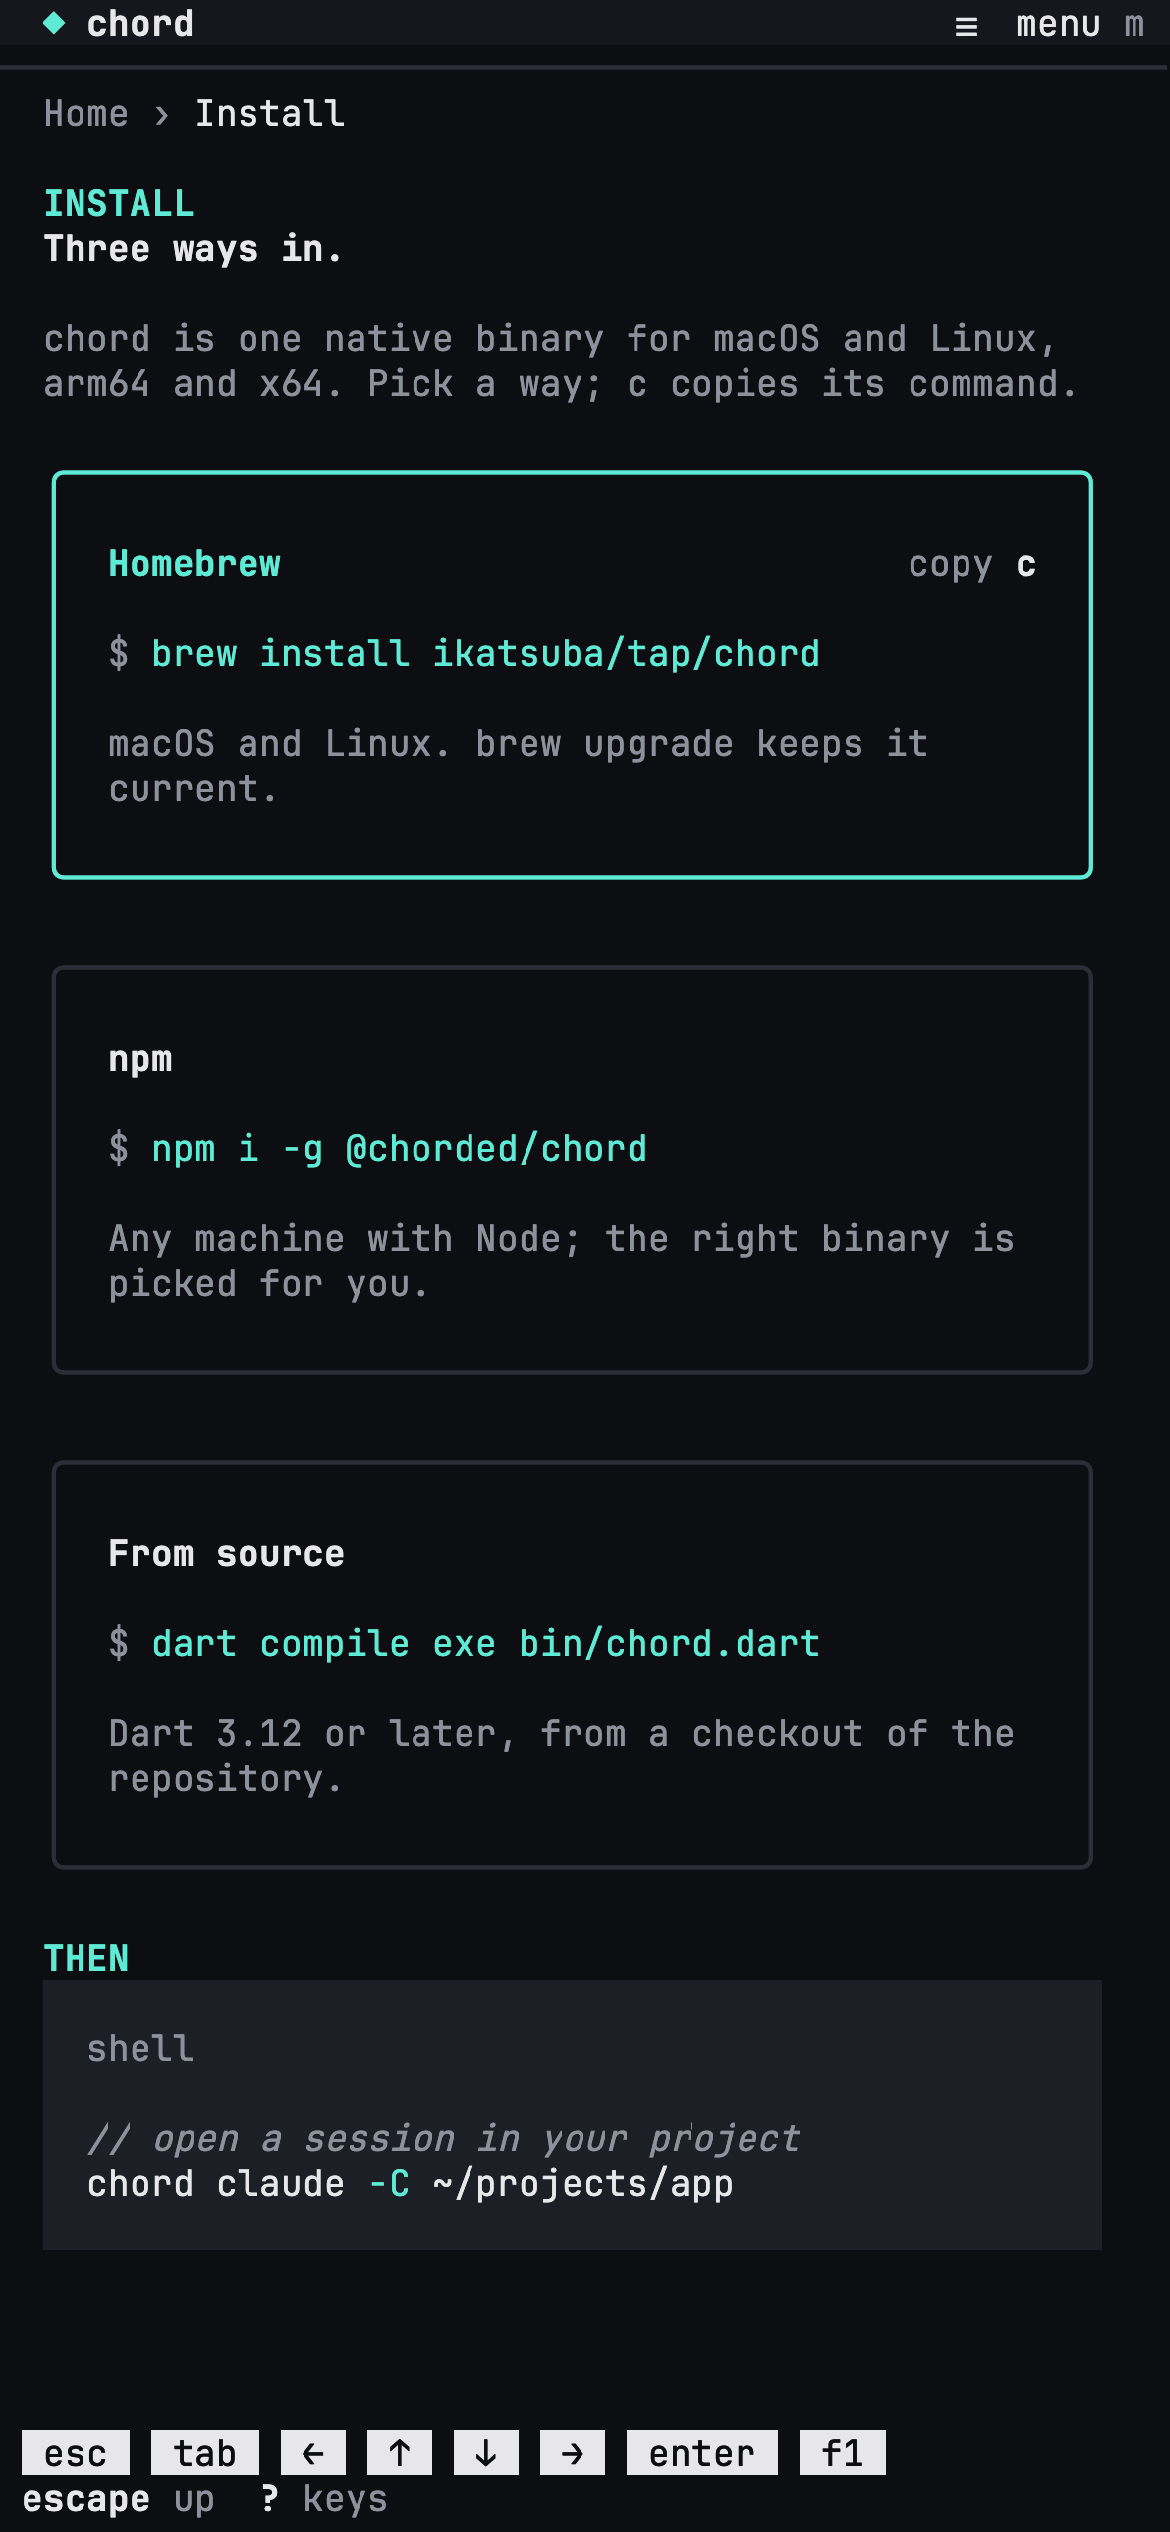 ◆ chord ≡ menu m
Home › Install
INSTALL
Three ways in.
chord is one native binary for macOS and Linux,
arm64 and x64. Pick a way; c copies its command.
Homebrew copy c
$ brew install ikatsuba/tap/chord
macOS and Linux. brew upgrade keeps it
current.
npm
$ npm i -g @chorded/chord
Any machine with Node; the right binary is
picked for you.
From source
$ dart compile exe bin/chord.dart
Dart 3.12 or later, from a checkout of the
repository.
THEN
shell
// open a session in your project
chord claude -C ~/projects/app
esc tab ← ↑ ↓ → enter f1
escape up ? keys